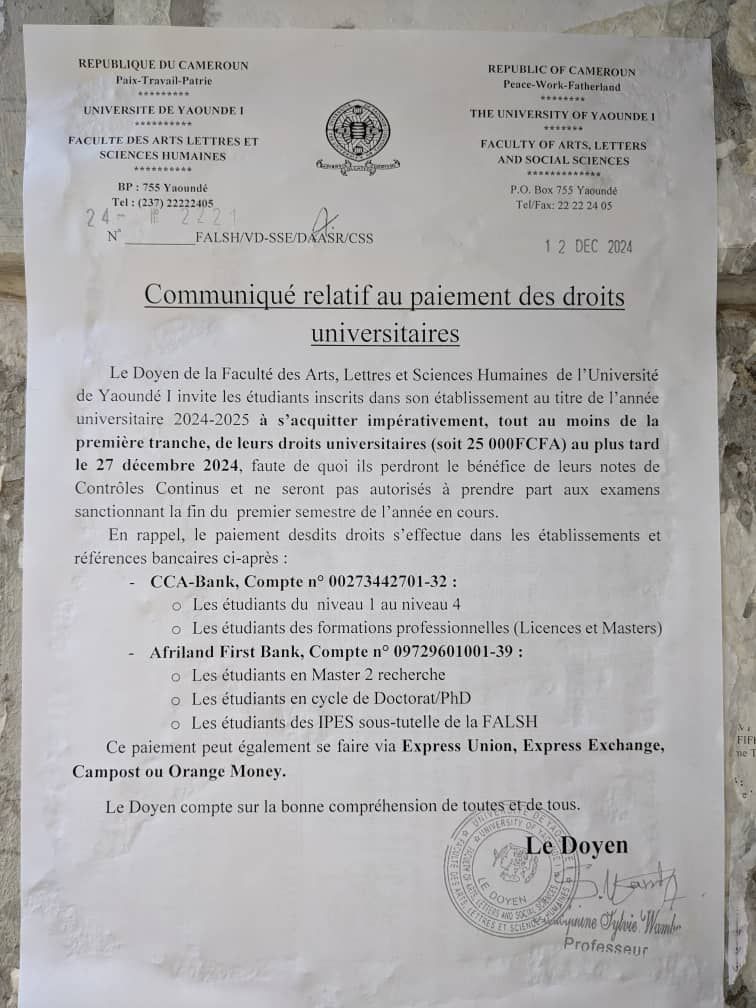 REPUBLIQUE DU CAMEROUN
Paix-Travail-Patrie
*********
UNIVERSITE DE YAOUNDE I
**********
FACULTE DES ARTS LETTRES ET
SCIENCES HUMAINES
**********
BP : 755 Yaoundé
Tel : (237) 22222405
REPUBLIC OF CAMEROON
Peace-Work-Fatherland
********
THE UNIVERSITY OF YAOUNDE I
*******
FACULTY OF ARTS, LETTERS
AND SOCIAL SCIENCES
*************
P.O. Box 755 Yaoundé
Tel/Fax: 22 22 24 05
24- N° 2221
N° FALSH/VD-SSE/DAASR/CSS
12 DEC 2024
Communiqué relatif au paiement des droits
universitaires
Le Doyen de la Faculté des Arts, Lettres et Sciences Humaines de l'Université
de Yaoundé I invite les étudiants inscrits dans son établissement au titre de l'année
universitaire 2024-2025 à s'acquitter impérativement, tout au moins de la
première tranche, de leurs droits universitaires (soit 25 000FCFA) au plus tard
le 27 décembre 2024, faute de quoi ils perdront le bénéfice de leurs notes de
Contrôles Continus et ne seront pas autorisés à prendre part aux examens
sanctionnant la fin du premier semestre de l'année en cours.
En rappel, le paiement desdits droits s'effectue dans les établissements et
références bancaires ci-après :
- CCA-Bank, Compte n° 00273442701-32 :
o Les étudiants du niveau 1 au niveau 4
o Les étudiants des formations professionnelles (Licences et Masters)
- Afriland First Bank, Compte n° 09729601001-39 :
o Les étudiants en Master 2 recherche
o Les étudiants en cycle de Doctorat/PhD
o Les étudiants des IPES sous-tutelle de la FALSH
Ce paiement peut également se faire via Express Union, Express Exchange,
Campost ou Orange Money.
Le Doyen compte sur la bonne compréhension de toutes et de tous.
Le Doyen
LE DOYEN
Sylvie Wamba
Professeur